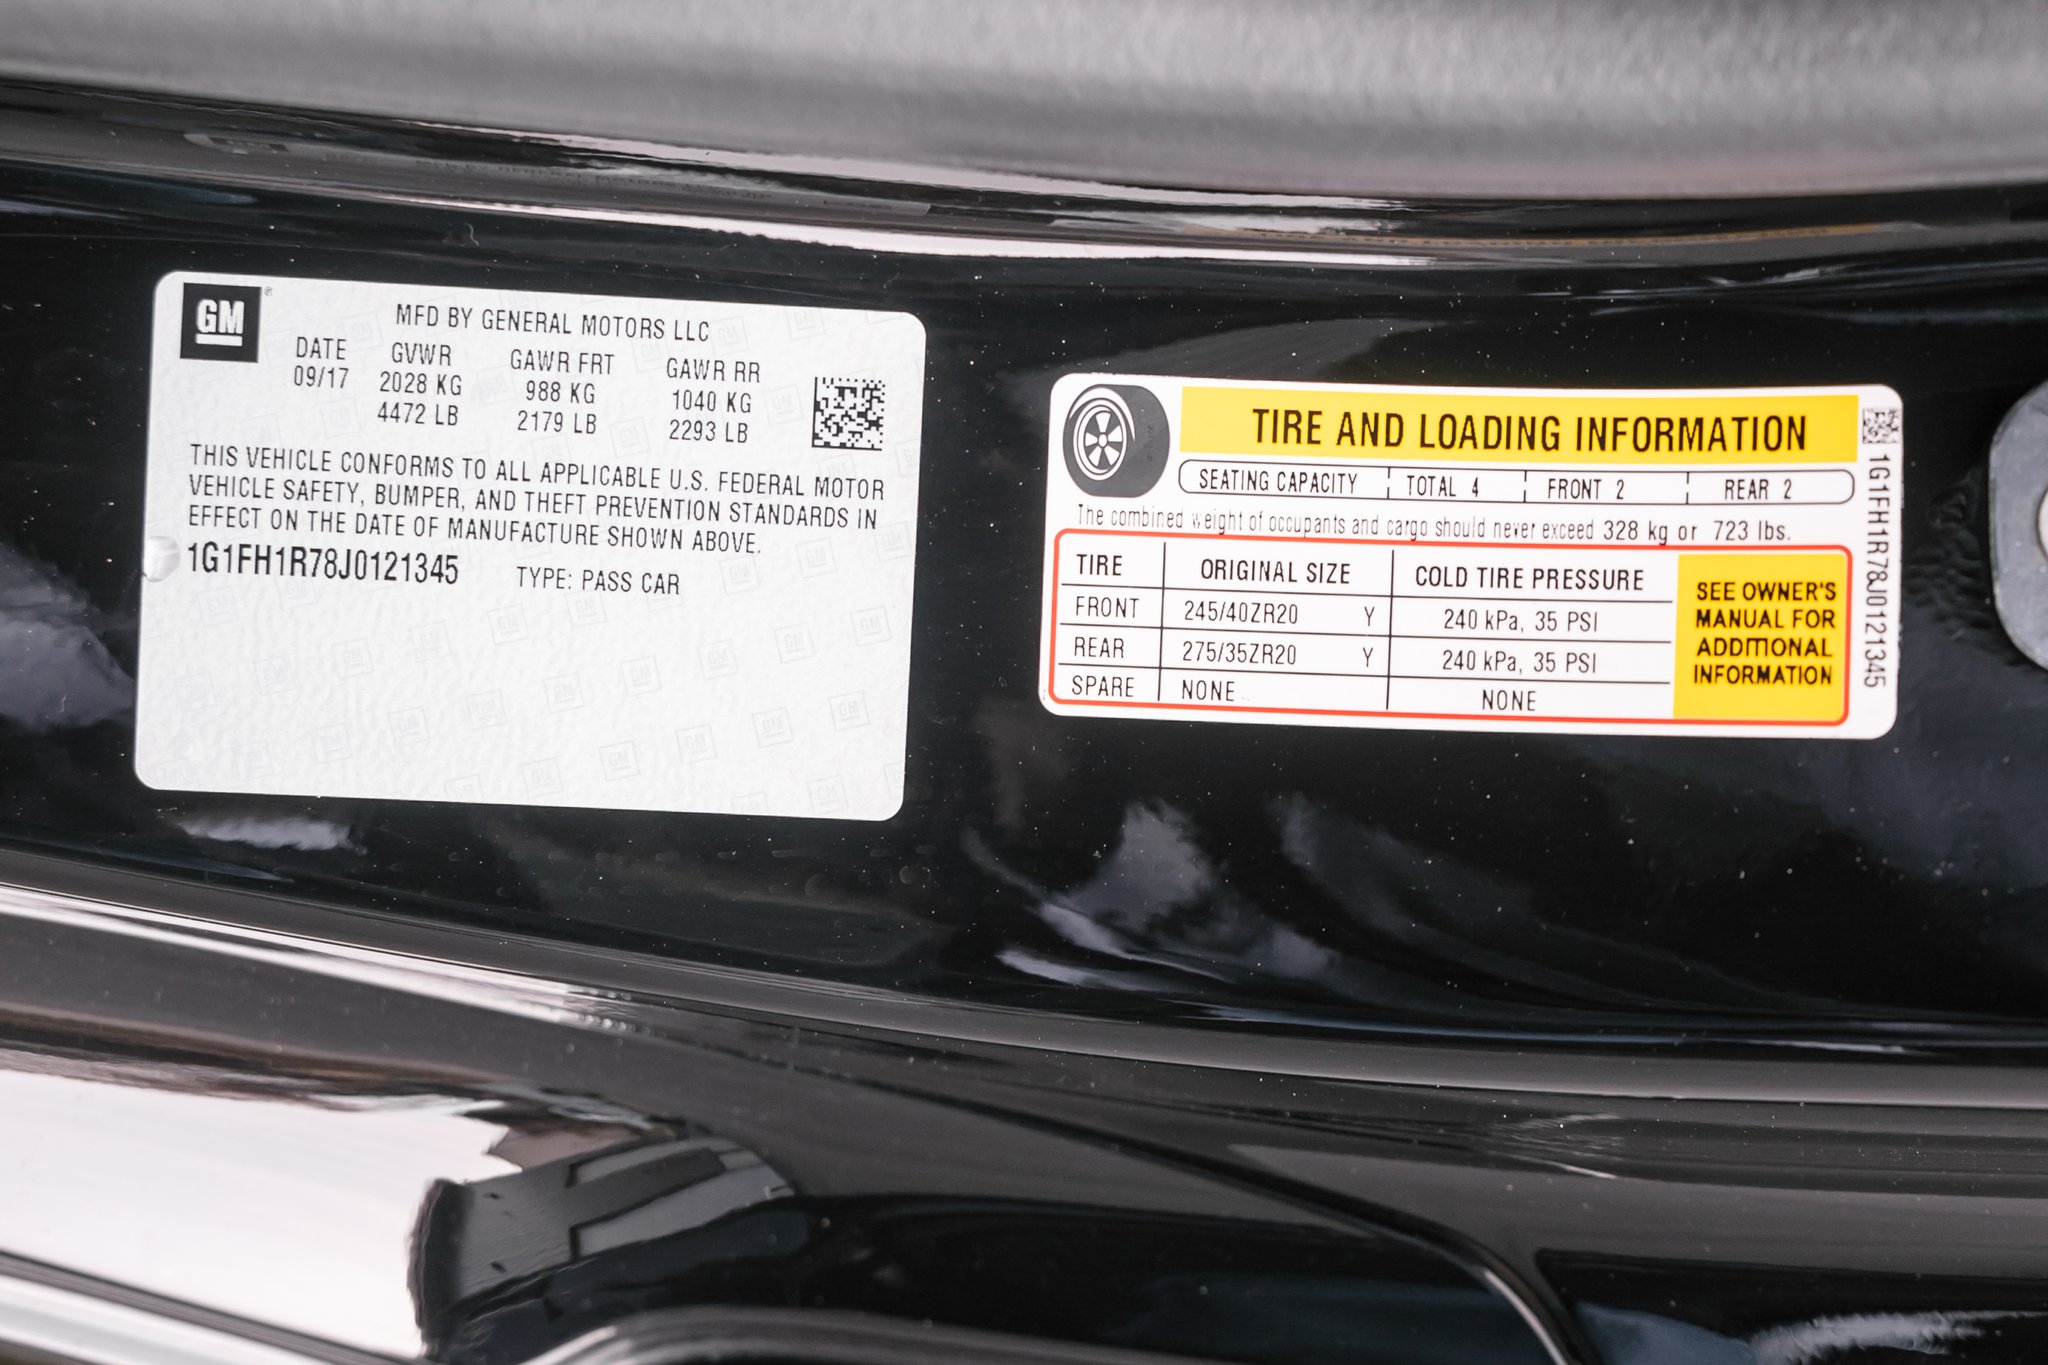 GM
MFD BY GENERAL MOTORS LLC
DATE GVWR GAWR FRT GAWR RR
09/17 2028 KG 988 KG 1040 KG
4472 LB 2179 LB 2293 LB
THIS VEHICLE CONFORMS TO ALL APPLICABLE U.S. FEDERAL MOTOR
VEHICLE SAFETY, BUMPER, AND THEFT PREVENTION STANDARDS IN
EFFECT ON THE DATE OF MANUFACTURE SHOWN ABOVE.
1G1FH1R78J0121345 TYPE: PASS CAR
TIRE AND LOADING INFORMATION
SEATING CAPACITY TOTAL 4 FRONT 2 REAR 2
The combined weight of occupants and cargo should never exceed 328 kg or 723 lbs.
TIRE ORIGINAL SIZE COLD TIRE PRESSURE
FRONT 245/40ZR20 Y 240 kPa, 35 PSI
REAR 275/35ZR20 Y 240 kPa, 35 PSI
SPARE NONE NONE
SEE OWNER'S
MANUAL FOR
ADDITIONAL
INFORMATION
1G1FH1R78J0121345